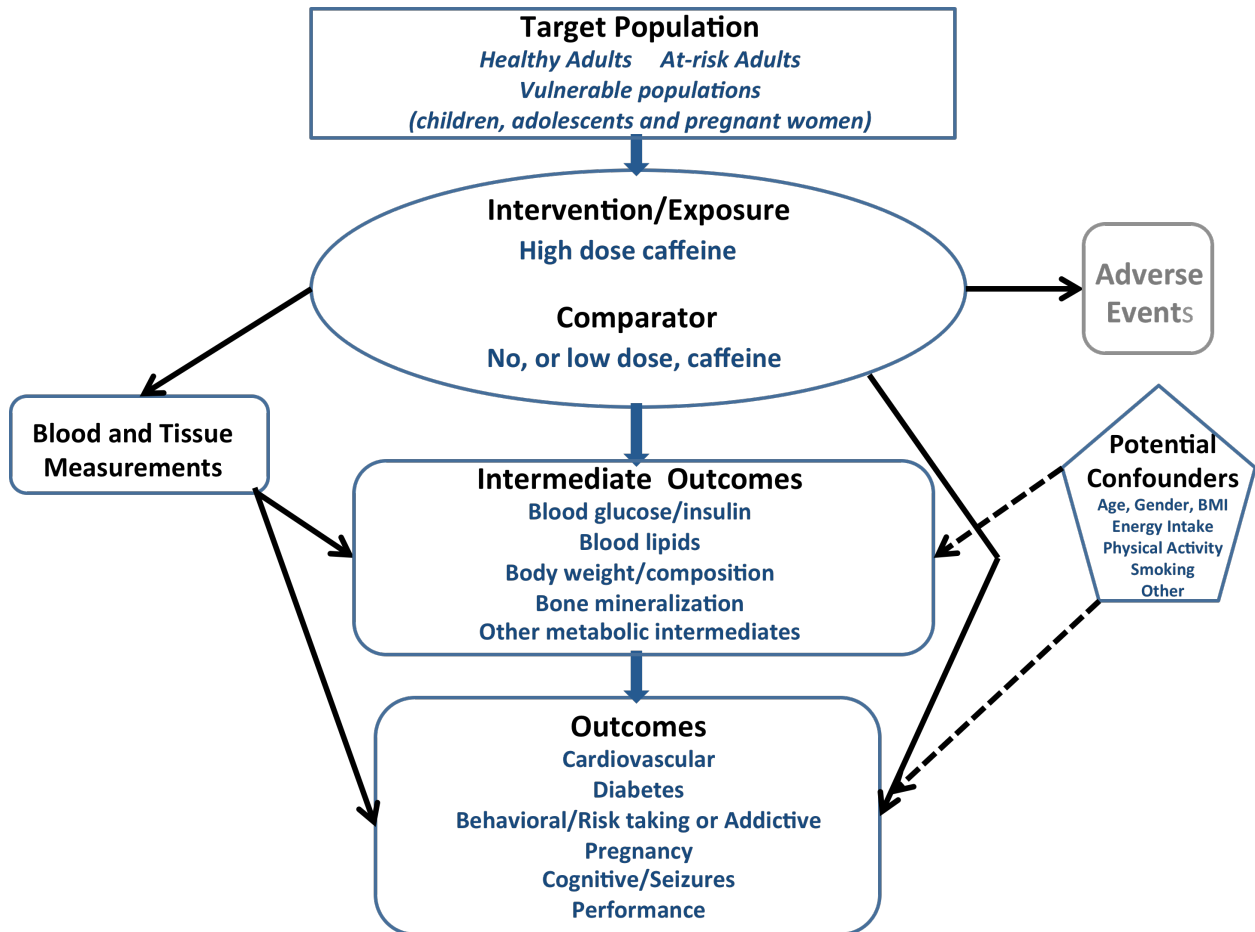 Target Population
Healthy Adults At-risk Adults
Vulnerable populations
(children, adolescents and pregnant women)
Intervention/Exposure
High dose caffeine
Comparator
No, or low dose, caffeine
Adverse
Events
Blood and Tissue
Measurements
Potential
Confounders
Age, Gender, BMI
Energy Intake
Physical Activity
Smoking
Other
Intermediate Outcomes
Blood glucose/insulin
Blood lipids
Body weight/composition
Bone mineralization
Other metabolic intermediates
Outcomes
Cardiovascular
Diabetes
Behavioral/Risk taking or Addictive
Pregnancy
Cognitive/Seizures
Performance